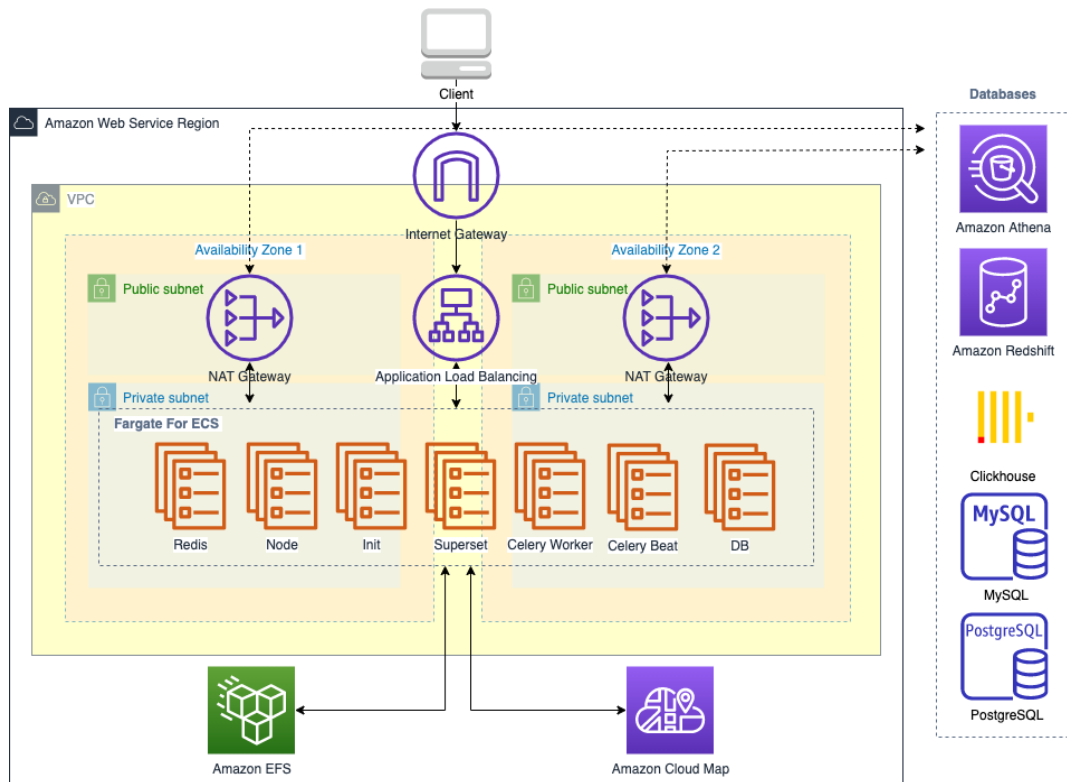 Client
Databases
Amazon Web Service Region
Amazon Athena
VPC
Internet Gateway
Availability Zone 1
Availability Zone 2
Public subnet
Public subnet
Amazon Redshift
NAT Gateway
Application Load Balancing
NAT Gateway
Private subnet
Private subnet
Fargate For ECS
Clickhouse
MySQL
Redis
Node
Init
Superset
Celery Worker
Celery Beat
DB
MySQL
PostgreSQL
PostgreSQL
Amazon EFS
Amazon Cloud Map